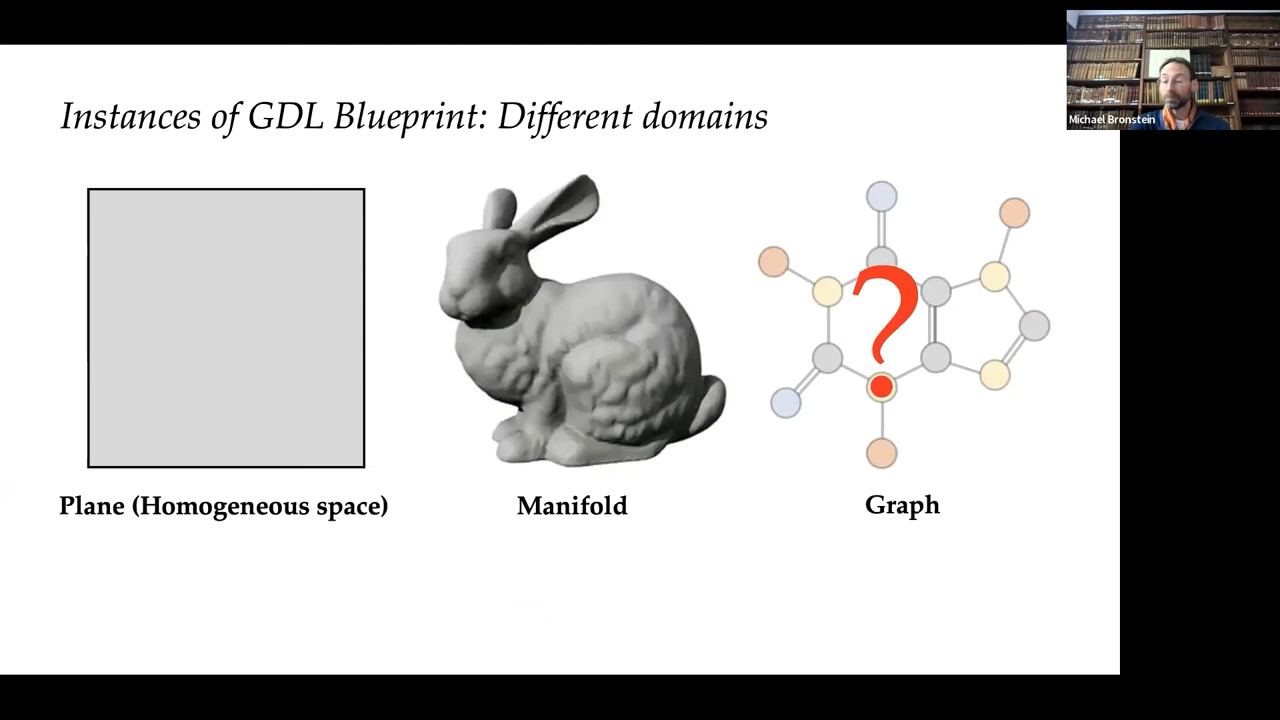 Instances of GDL Blueprint: Different domains
Michael Bronstein
?
Plane (Homogeneous space)
Manifold
Graph